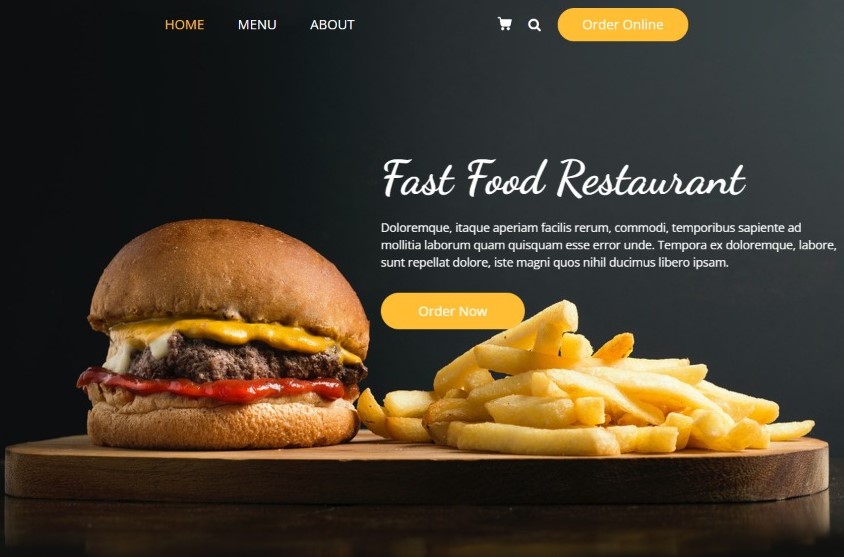 HOME MENU ABOUT Order Online
Fast Food Restaurant
Doloremque, itaque aperiam facilis rerum, commodi, temporibus sapiente ad
mollitia laborum quam quisquam esse error unde. Tempora ex doloremque, labore,
sunt repellat dolore, iste magni quos nihil ducimus libero ipsam.
Order Now